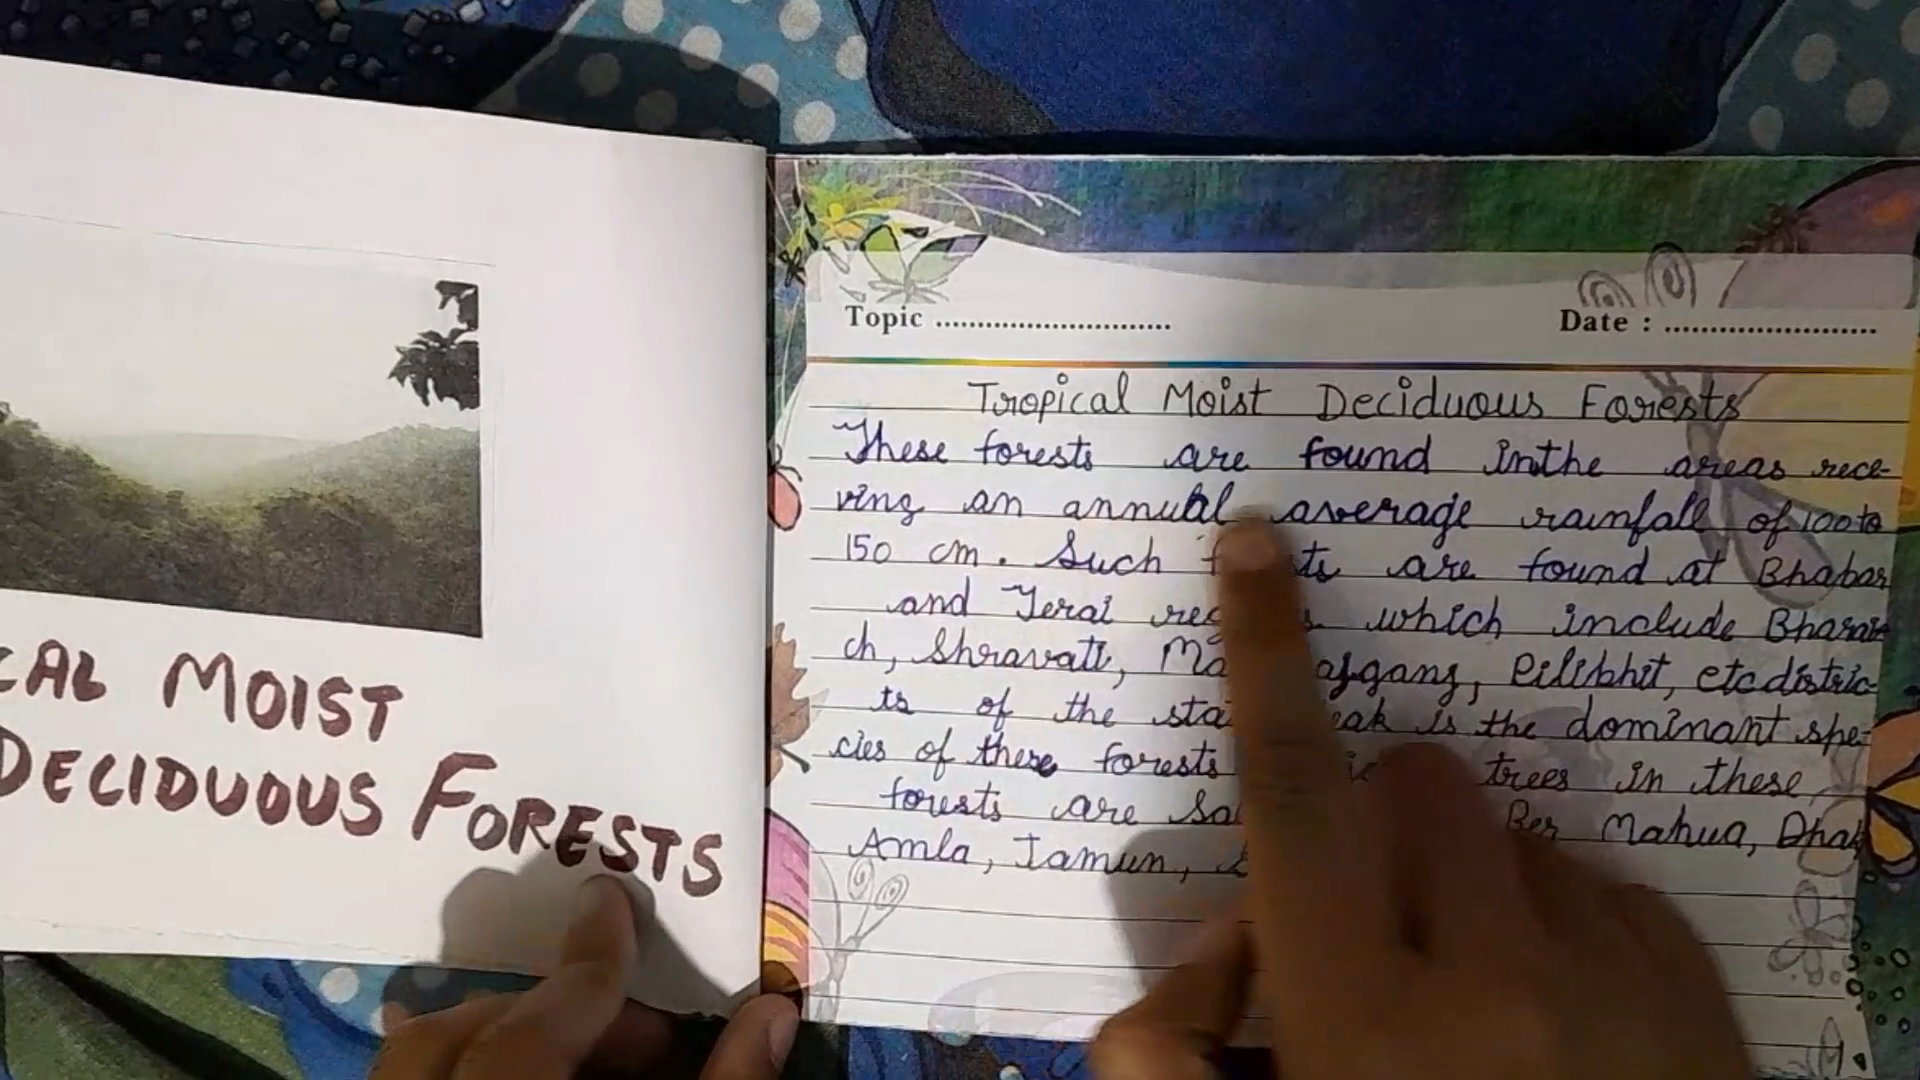 CAL MOIST
DECIDUOUS FORESTS
Topic
Date :
Tropical Moist Deciduous Forests
These forests are found in the areas rece-
ving an annual average rainfall of 100 to
150 cm. Such are found at Bhabar
and Terai which include Bharai
ch, Shravati, Pilibhit, etc distric-
ts of the is the dominant spe-
cies of these forests trees in these
forests are Ber Mahua, Dhak
Amla, Jamun,